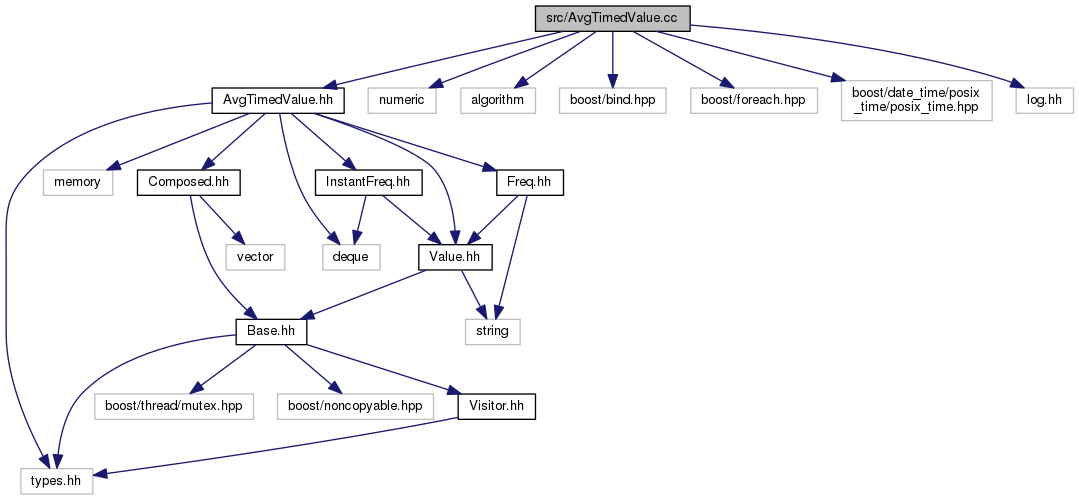 src/AvgTimedValue.cc
AvgTimedValue.hh
numeric
algorithm
boost/bind.hpp
boost/foreach.hpp
boost/date_time/posix
_time/posix_time.hpp
log.hh
memory
Composed.hh
InstantFreq.hh
Freq.hh
vector
deque
Value.hh
Base.hh
string
boost/thread/mutex.hpp
boost/noncopyable.hpp
Visitor.hh
types.hh